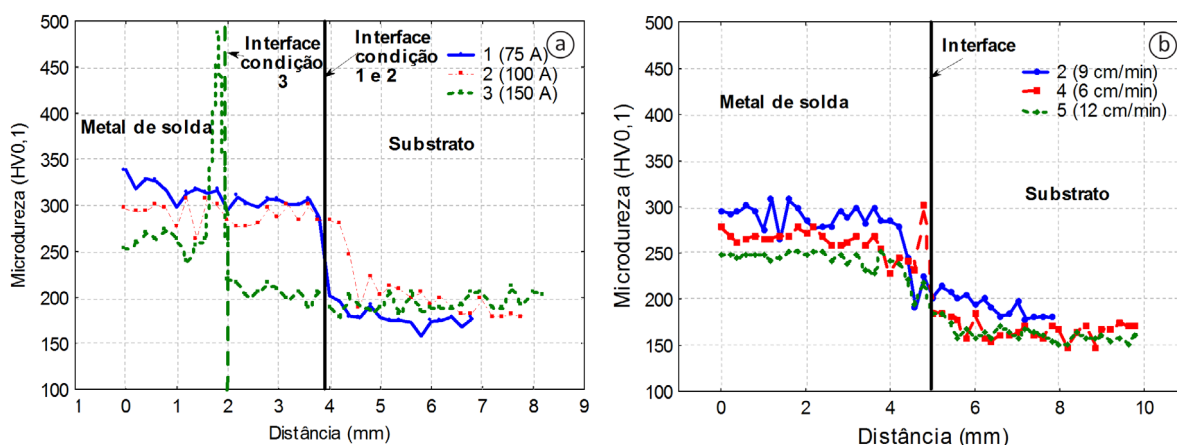 500
450
400
350
300
250
200
150
100
Microdureza (HV0,1)
Interface
condição
3
Interface
condição
1 e 2
a
1 (75 A)
2 (100 A)
3 (150 A)
Metal de solda
Substrato
1 0 1 2 3 4 5 6 7 8 9
Distância (mm)
500
450
400
350
300
250
200
150
100
Microdureza (HV0,1)
Interface
b
2 (9 cm/min)
4 (6 cm/min)
5 (12 cm/min)
Metal de solda
Substrato
0 2 4 6 8 10
Distância (mm)